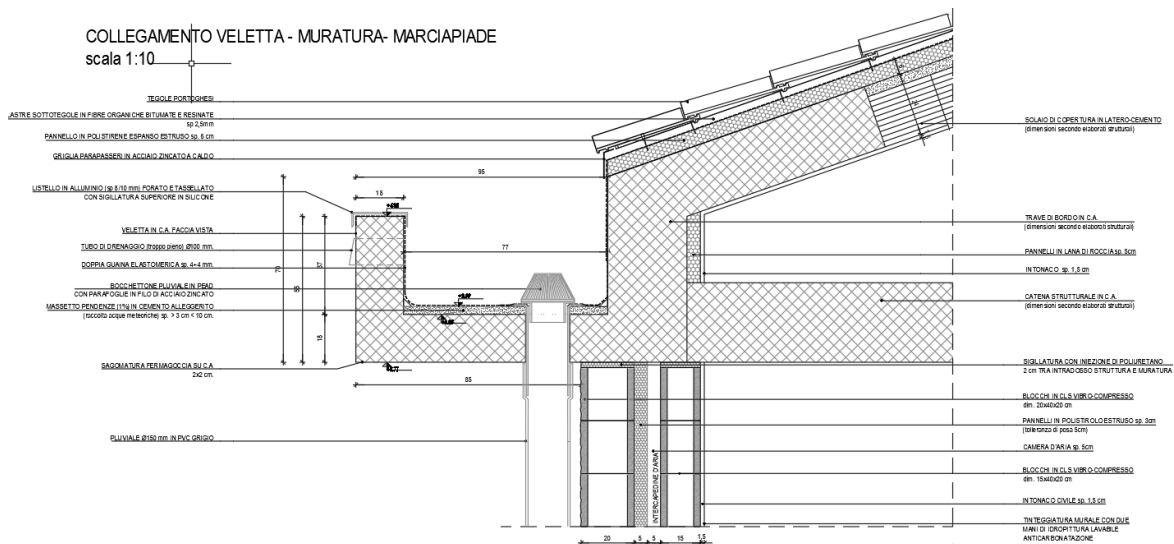 COLLEGAMENTO VELETTA - MURATURA- MARCIAPIADE
scala 1:10
TEGOLE PORTOGHESI
LASTRE SOTTOTEGOLE IN FIBRE ORGANICHE BITUMATE E RESINATE
sp 2,5mm
PANNELLO IN POLISTIRENE ESPANSO ESTRUSO sp. 6 cm
GRIGLIA PARAPASSERI IN ACCIAIO ZINCATO A CALDO
LISTELLO IN ALLUMINIO (sp 8/10 mm) FORATO E TASSELLATO
CON SIGILLATURA SUPERIORE IN SILICONE
VELETTA IN C.A. FACCIA VISTA
TUBO DI DRENAGGIO (troppo pieno) Ø100 mm.
DOPPIA GUAINA ELASTOMERICA sp. 4+4 mm.
BOCCHETTONE PLUVIALE IN PEAD
CON PARAFOGLIE IN FILO DI ACCIAIO ZINCATO
MASSETTO PENDENZE (1%) IN CEMENTO ALLEGGERITO
(raccolta acque meteoriche) sp. > 3 cm < 10 cm.
SAGOMATURA FERMAGOCCIA SU C.A
2x2 cm.
PLUVIALE Ø150 mm IN PVC GRIGIO
95
18
77
70
55
37
18
85
INTERCAPEDINE D'ARIA
20
5
5
15
1,5
SOLAIO DI COPERTURA IN LATERO-CEMENTO
(dimensioni secondo elaborati strutturali)
TRAVE DI BORDO IN C.A.
(dimensioni secondo elaborati strutturali)
PANNELLI IN LANA DI ROCCIA sp. 5cm
INTONACO sp. 1,5 cm
CATENA STRUTTURALE IN C.A.
(dimensioni secondo elaborati strutturali)
SIGILLATURA CON INIEZIONE DI POLIURETANO
2 cm TRA INTRADOSSO STRUTTURA E MURATURA
BLOCCHI IN CLS VIBRO-COMPRESSO
dim. 20x40x20 cm
PANNELLI IN POLISTIROLO ESTRUSO sp. 3cm
(tolleranza di posa 5cm)
CAMERA D'ARIA sp. 5cm
BLOCCHI IN CLS VIBRO-COMPRESSO
dim. 15x40x20 cm
INTONACO CIVILE sp. 1,5 cm
TINTEGGIATURA MURALE CON DUE
MANI DI IDROPITTURA LAVABILE
ANTICARBONATAZIONE